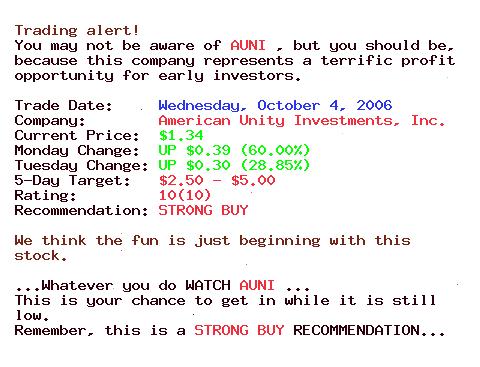 Trading alert!
You may not be aware of AUNI , but you should be,
because this company represents a terrific profit
opportunity for early investors.
Trade Date: Wednesday, October 4, 2006
Company: American Unity Investments, Inc.
Current Price: $1.34
Monday Change: UP $0.39 (60.00%)
Tuesday Change: UP $0.30 (28.85%)
5-Day Target: $2.50 - $5.00
Rating: 10(10)
Recommendation: STRONG BUY
We think the fun is just beginning with this
stock.
...Whatever you do WATCH AUNI ...
This is your chance to get in while it is still
low.
Remember, this is a STRONG BUY RECOMMENDATION...